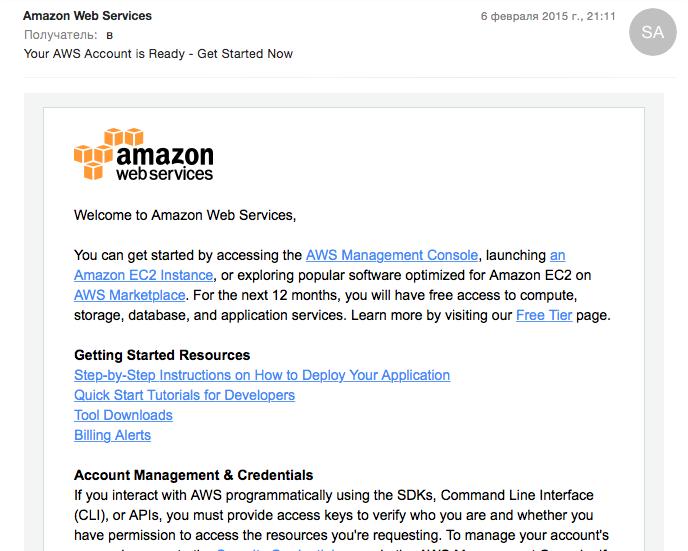 Amazon Web Services
6 февраля 2015 г., 21:11
SA
Получатель: в
Your AWS Account is Ready - Get Started Now
amazon
web services
Welcome to Amazon Web Services,
You can get started by accessing the AWS Management Console, launching an
Amazon EC2 Instance, or exploring popular software optimized for Amazon EC2 on
AWS Marketplace. For the next 12 months, you will have free access to compute,
storage, database, and application services. Learn more by visiting our Free Tier page.
Getting Started Resources
Step-by-Step Instructions on How to Deploy Your Application
Quick Start Tutorials for Developers
Tool Downloads
Billing Alerts
Account Management & Credentials
If you interact with AWS programmatically using the SDKs, Command Line Interface
(CLI), or APIs, you must provide access keys to verify who you are and whether you
have permission to access the resources you're requesting. To manage your account's